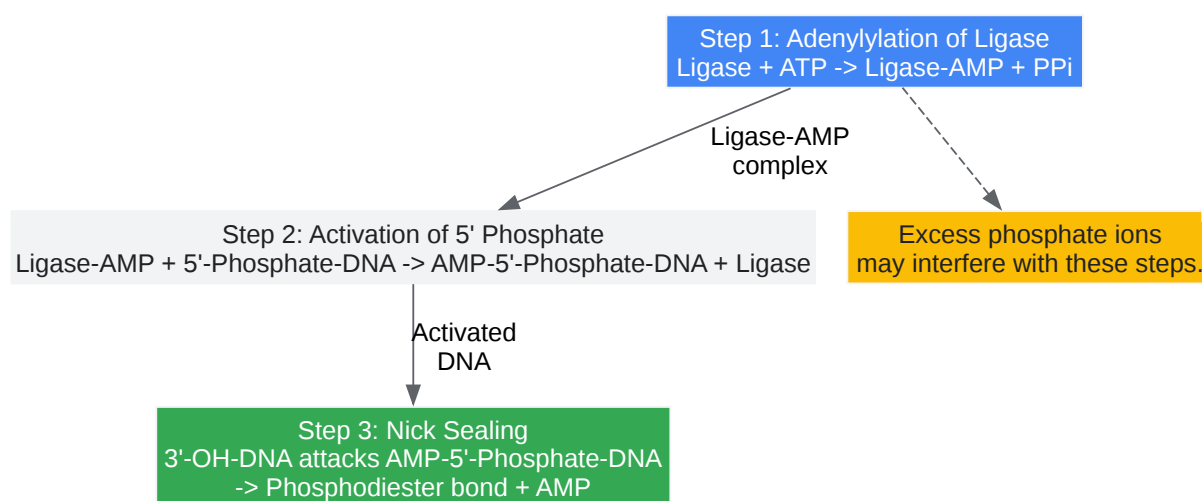 Step 1: Adenylylation of Ligase
Ligase + ATP -> Ligase-AMP + PPi
Ligase-AMP
complex
Step 2: Activation of 5' Phosphate
Ligase-AMP + 5'-Phosphate-DNA -> AMP-5'-Phosphate-DNA + Ligase
Excess phosphate ions
may interfere with these steps.
Activated
DNA
Step 3: Nick Sealing
3'-OH-DNA attacks AMP-5'-Phosphate-DNA
-> Phosphodiester bond + AMP